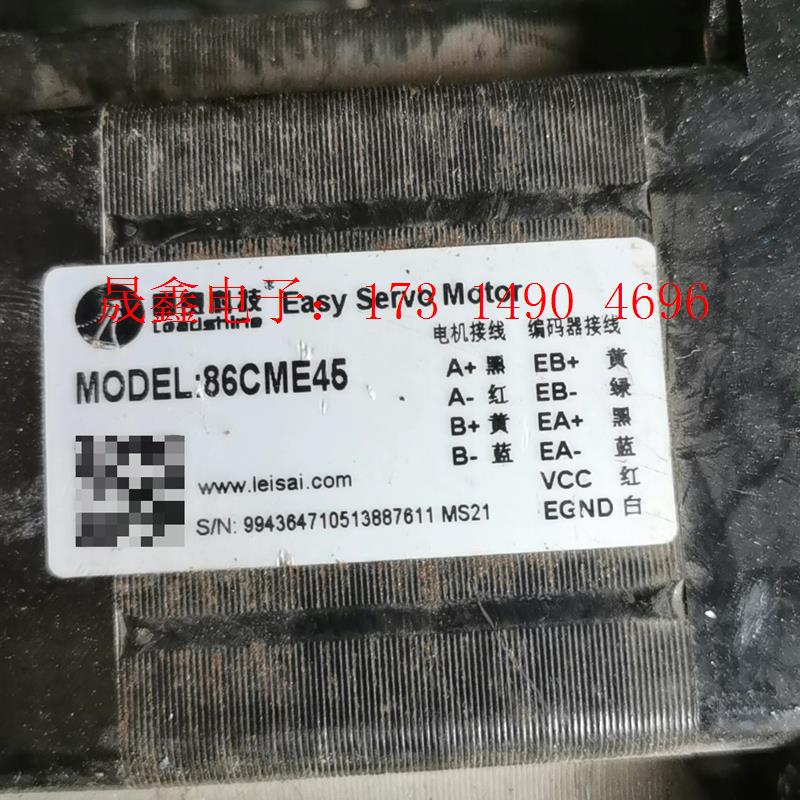 晟鑫电子: 173 1490 4696
Leadshine Easy Servo Motor
电机接线 编码器接线
MODEL:86CME45
A+ 黑 EB+ 黄
A- 红 EB- 绿
B+ 黄 EA+ 黑
B- 蓝 EA- 蓝
VCC 红
EGND 白
www.leisai.com
S/N: 994364710513887611 MS21